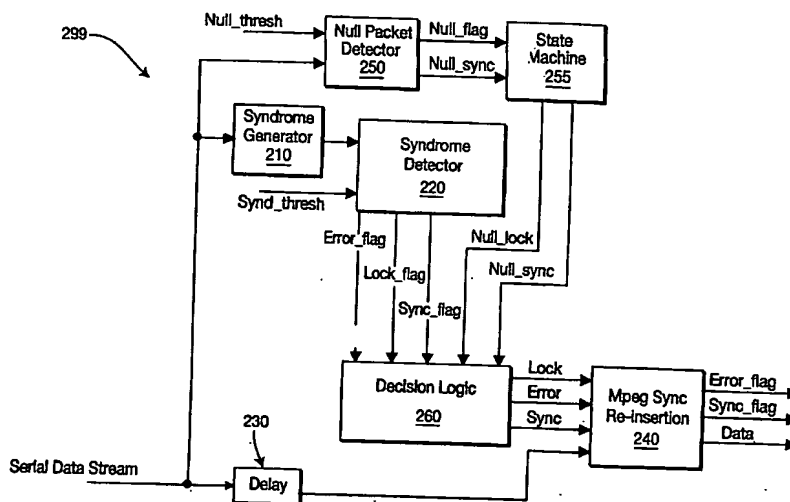 Null_thresh
299
Null Packet
Detector
250
Null_flag
Null_sync
State
Machine
255
Syndrome
Generator
210
Syndrome
Detector
220
Synd_thresh
Error_flag
Lock_flag
Sync_flag
Null_lock
Null_sync
Decision Logic
260
Lock
Error
Sync
Mpeg Sync
Re-insertion
240
Error_flag
Sync_flag
Data
230
Serial Data Stream
Delay